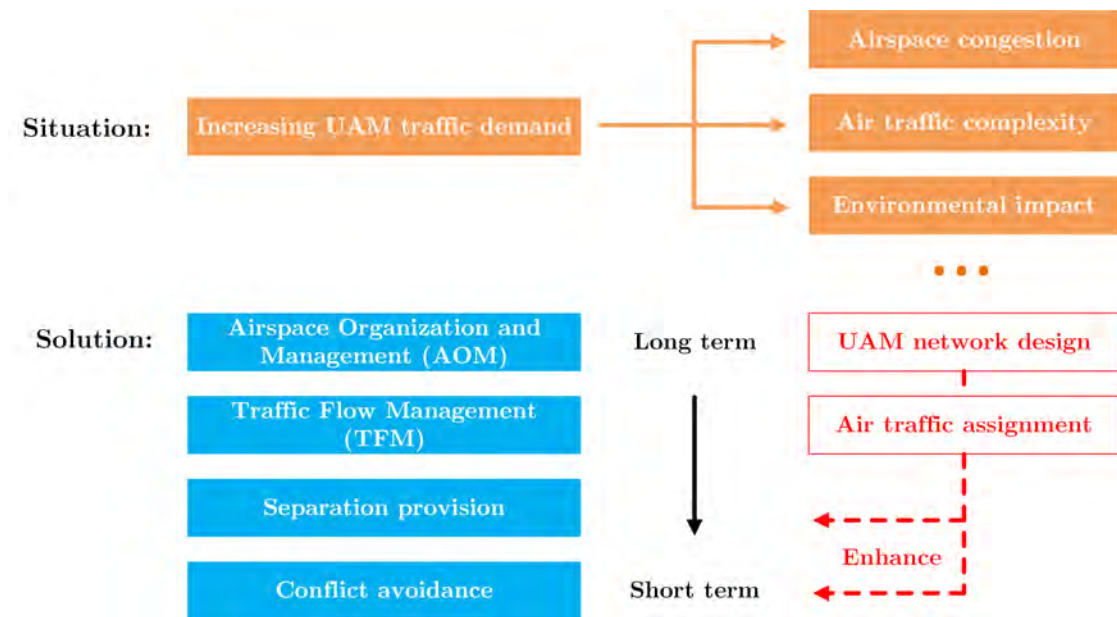 Airspace congestion
Situation:
Increasing UAM traffic demand
Air traffic complexity
Environmental impact
...
Solution:
Airspace Organization and
Management (AOM)
Long term
UAM network design
Traffic Flow Management
(TFM)
Air traffic assignment
Separation provision
Enhance
Conflict avoidance
Short term